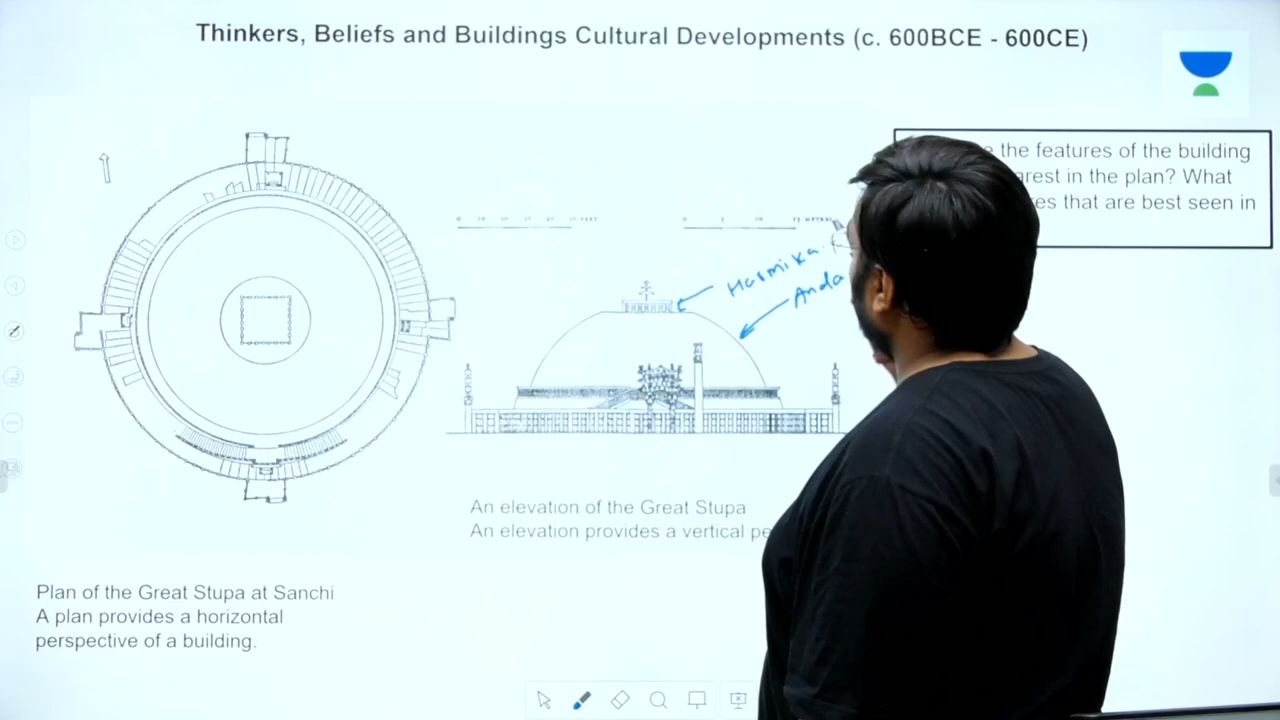 Thinkers, Beliefs and Buildings Cultural Developments (c. 600BCE - 600CE)
the features of the building
in the plan? What
that are best seen in
Harmika
Anda
An elevation of the Great Stupa
An elevation provides a vertical
Plan of the Great Stupa at Sanchi
A plan provides a horizontal
perspective of a building.